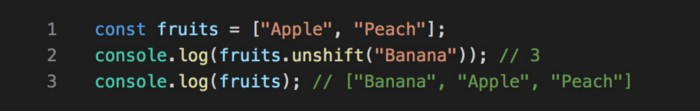 1 const fruits = ["Apple", "Peach"];
2 console.log(fruits.unshift("Banana")); // 3
3 console.log(fruits); // ["Banana", "Apple", "Peach"]